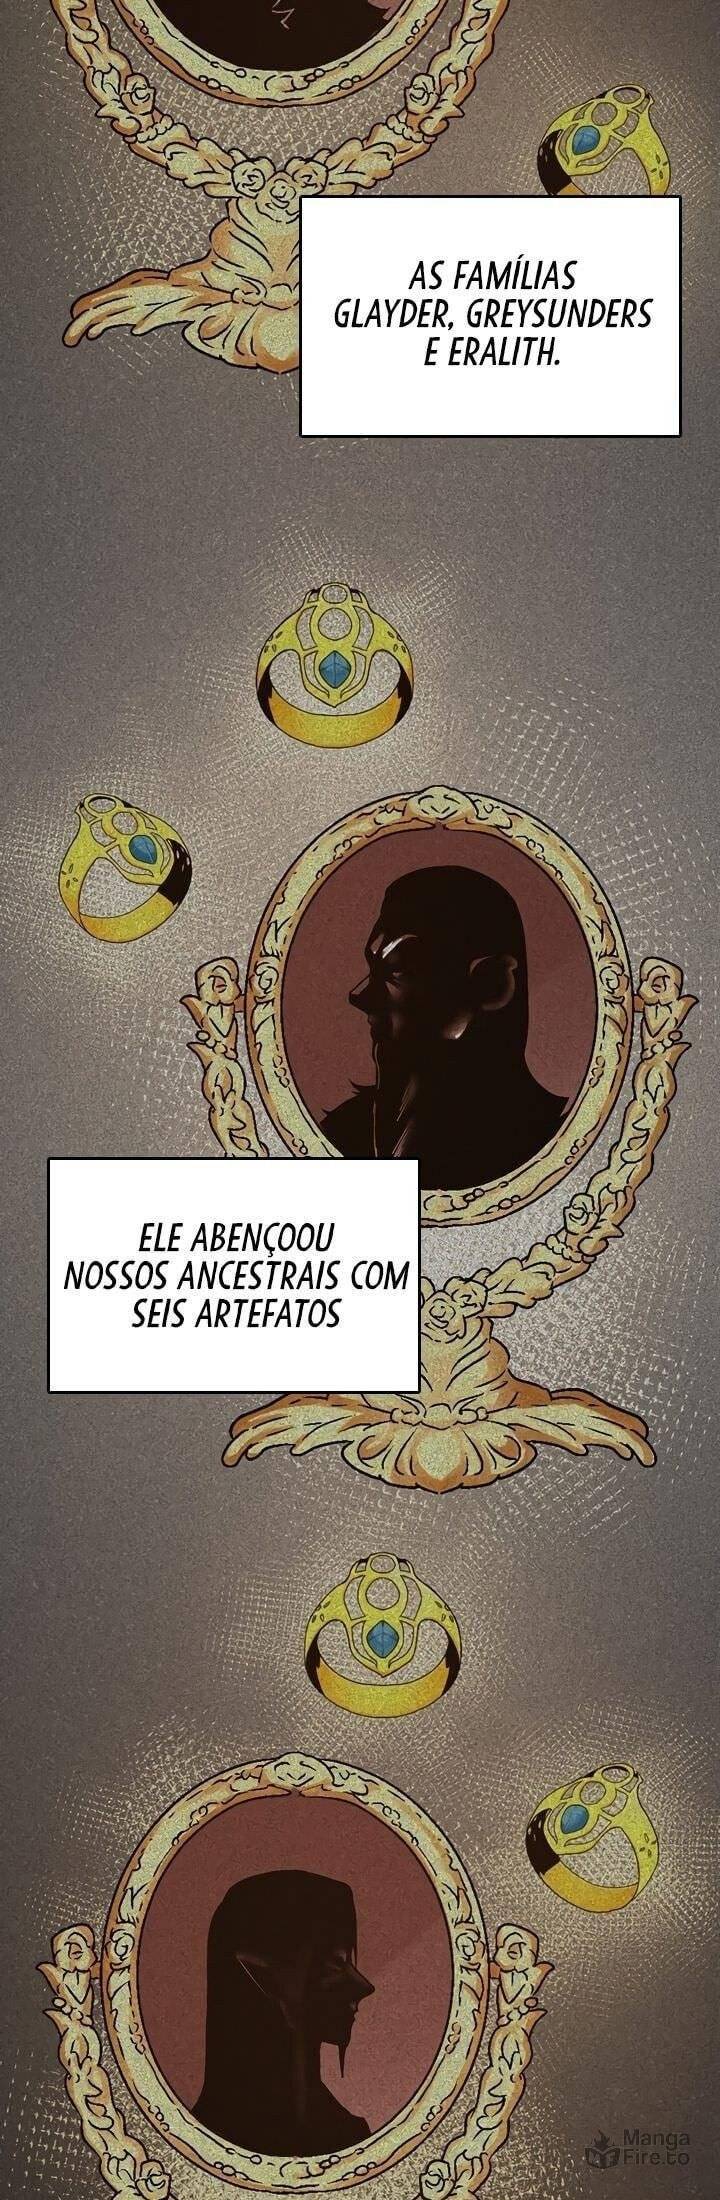 AS FAMÍLIAS
GLAYDER, GREYSUNDERS
E ERALITH.
ELE ABENÇOOU
NOSSOS ANCESTRAIS COM
SEIS ARTEFATOS
Manga
Fire.to